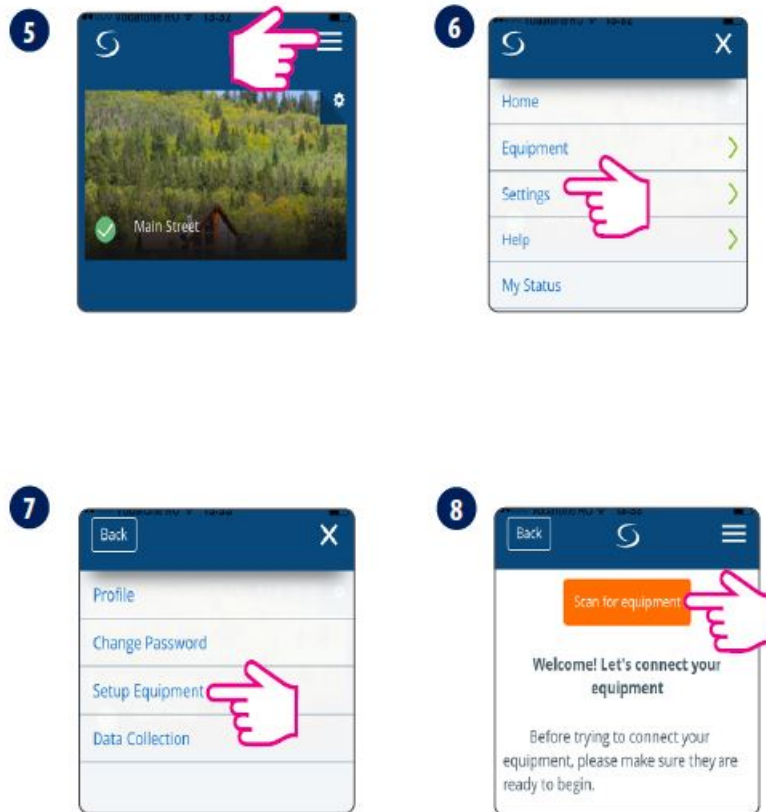 5
Main Street
6
X
Home
Equipment
Settings
Help
My Status
7
Back
X
Profile
Change Password
Setup Equipment
Data Collection
8
Back
Scan for equipment
Welcome! Let's connect your
equipment
Before trying to connect your
equipment, please make sure they are
ready to begin.